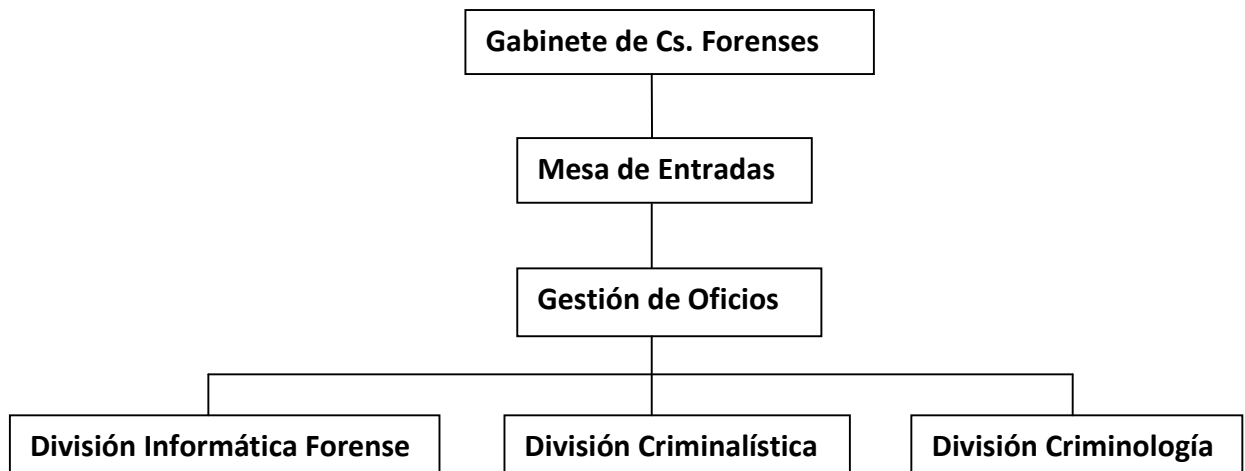 Gabinete de Cs. Forenses
Mesa de Entradas
Gestión de Oficios
División Informática Forense
División Criminalística
División Criminología